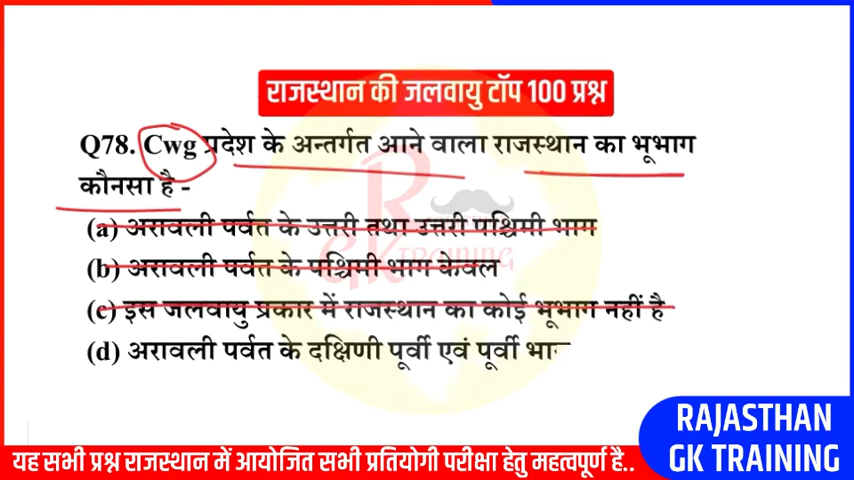 राजस्थान की जलवायु टॉप 100 प्रश्न
Q78. Cwg प्रदेश के अन्तर्गत आने वाला राजस्थान का भूभाग
कौनसा है -
(a) अरावली पर्वत के उत्तरी तथा उत्तरी पश्चिमी भाग
(b) अरावली पर्वत के पश्चिमी भाग केवल
(c) इस जलवायु प्रकार में राजस्थान का कोई भूभाग नहीं है
(d) अरावली पर्वत के दक्षिणी पूर्वी एवं पूर्वी
R
GK TRAINING
RAJASTHAN
GK TRAINING
यह सभी प्रश्न राजस्थान में आयोजित सभी प्रतियोगी परीक्षा हेतु महत्वपूर्ण है..